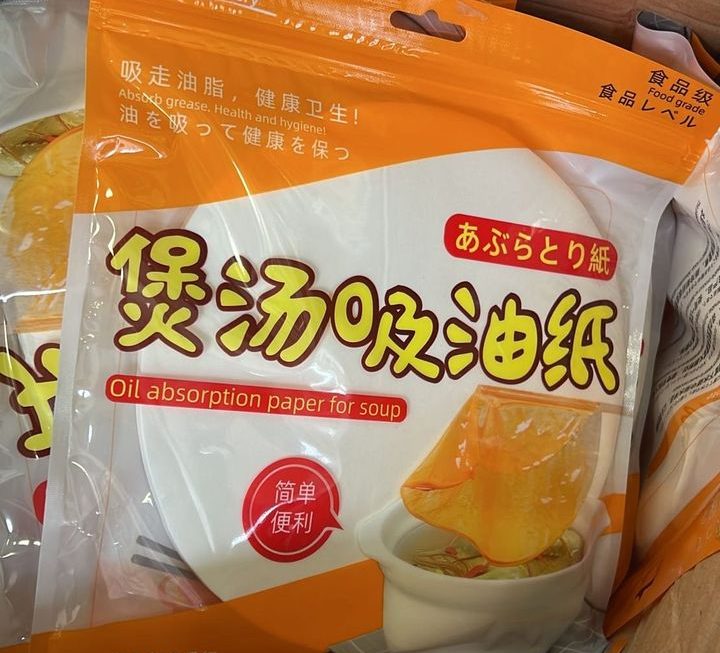 吸走油脂，健康卫生！
Absorb grease. Health and hygiene!
油を吸って健康を保つ
食品级
Food grade
食品レベル
あぶらとり紙
煲汤吸油纸
Oil absorption paper for soup
简单
便利